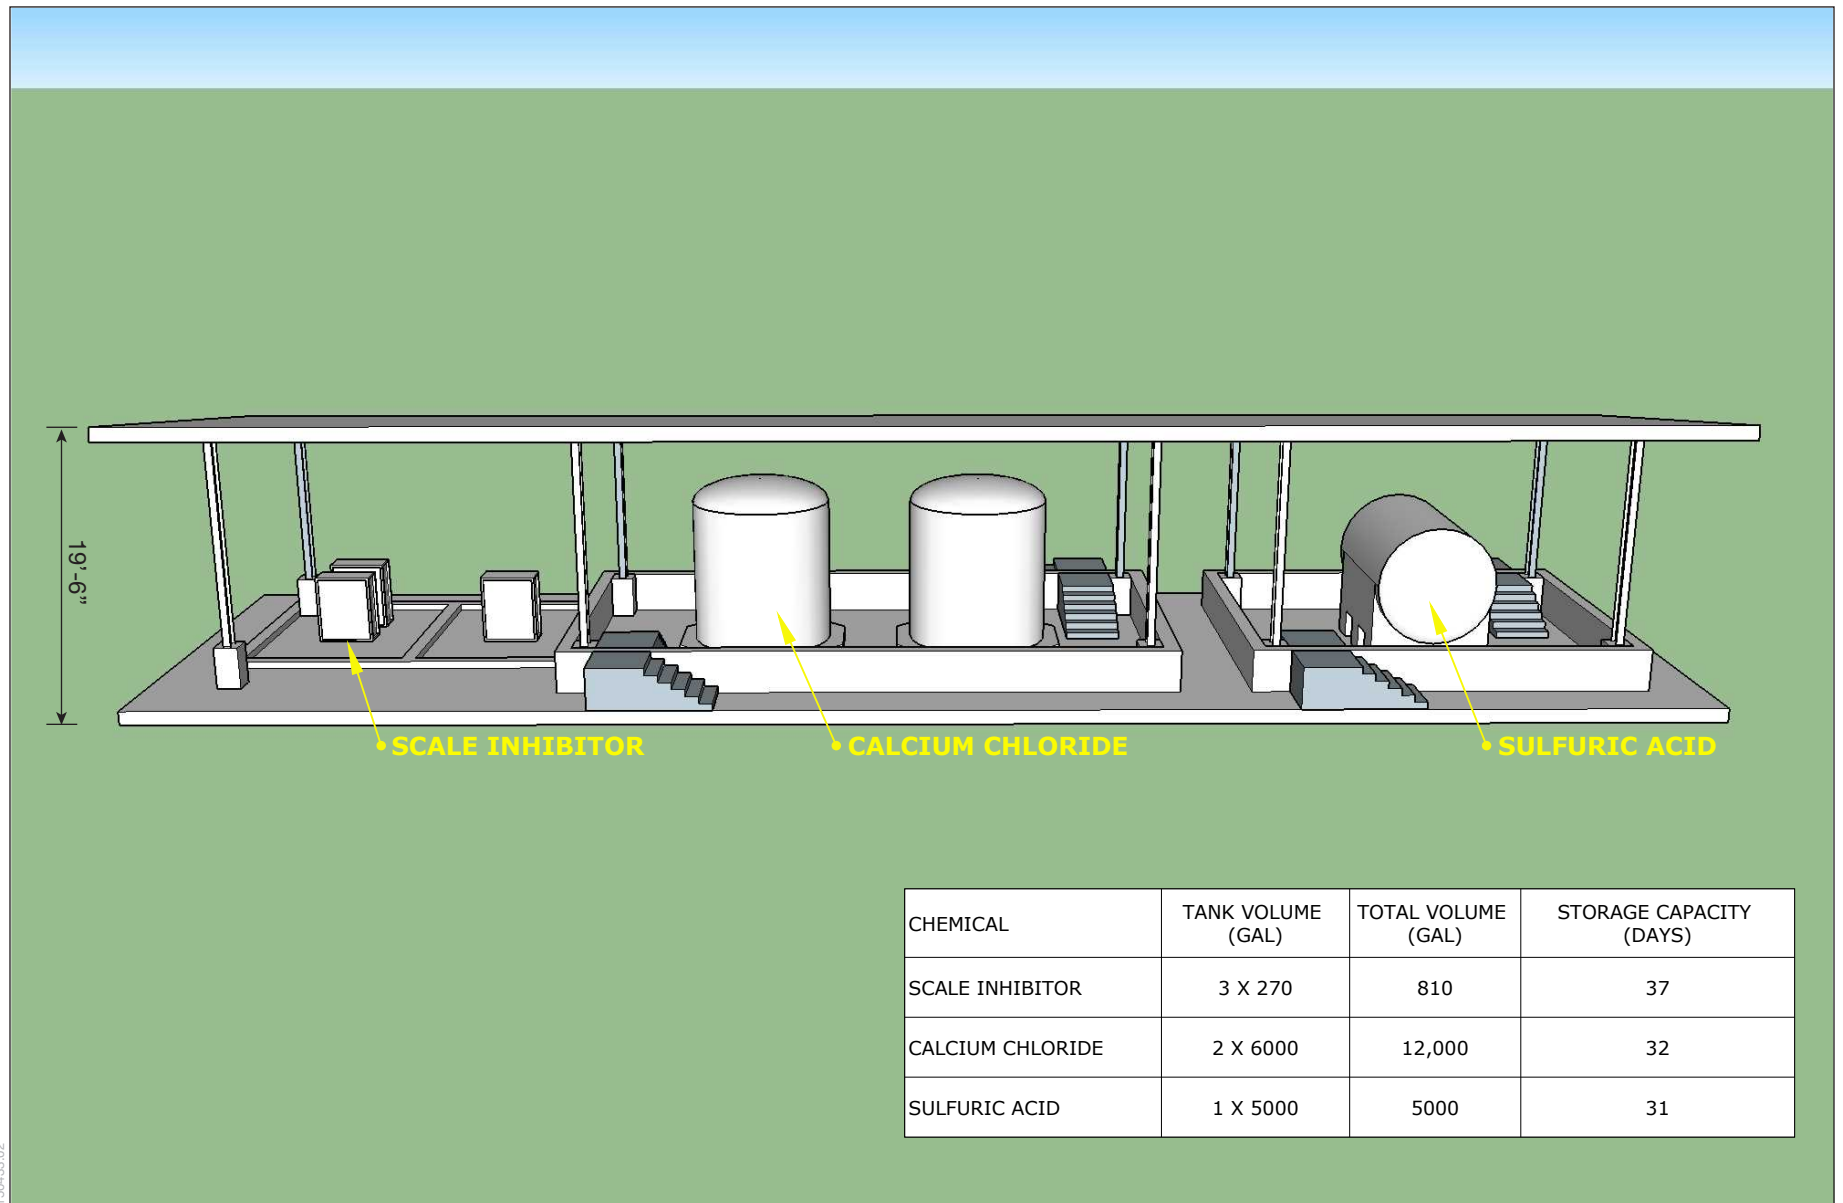 19'-6"
SCALE INHIBITOR
CALCIUM CHLORIDE
SULFURIC ACID
CHEMICAL TANK VOLUME (GAL) TOTAL VOLUME (GAL) STORAGE CAPACITY (DAYS)
SCALE INHIBITOR 3 X 270 810 37
CALCIUM CHLORIDE 2 X 6000 12,000 32
SULFURIC ACID 1 X 5000 5000 31